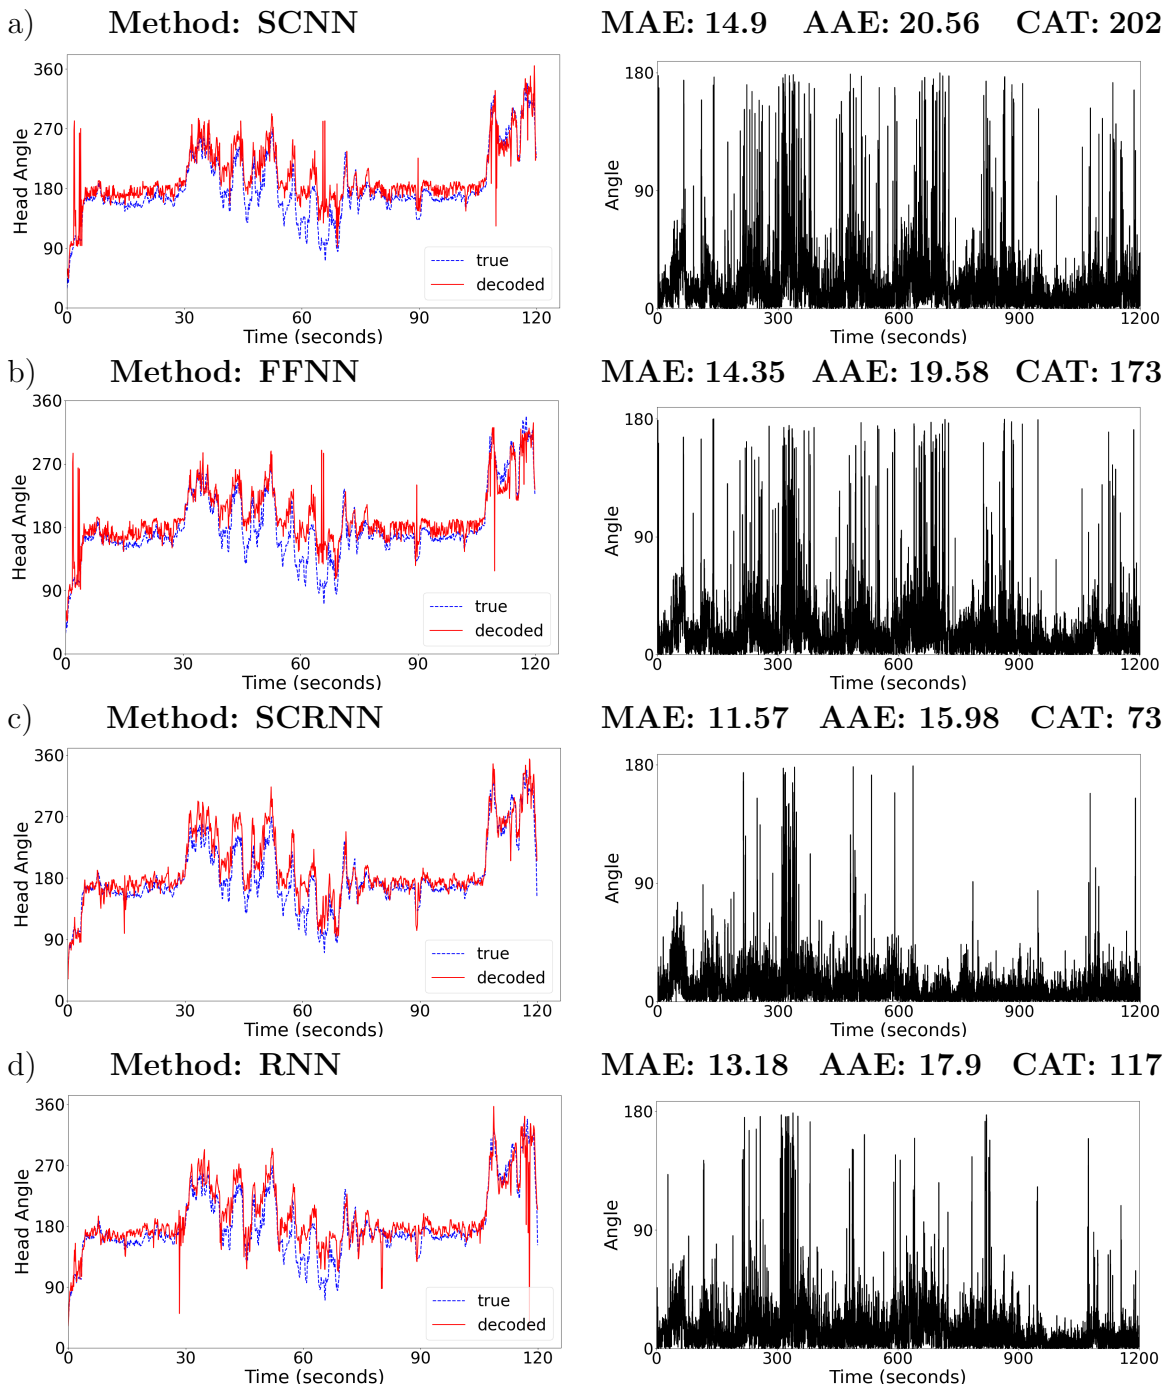 a) Method: SCNN MAE: 14.9 AAE: 20.56 CAT: 202
Head Angle
360
270
180
90
0
0 30 60 90 120
Time (seconds)
true
decoded
Angle
180
90
0
0 300 600 900 1200
Time (seconds)
b) Method: FFNN MAE: 14.35 AAE: 19.58 CAT: 173
Head Angle
360
270
180
90
0
0 30 60 90 120
Time (seconds)
true
decoded
Angle
180
90
0
0 300 600 900 1200
Time (seconds)
c) Method: SCRNN MAE: 11.57 AAE: 15.98 CAT: 73
Head Angle
360
270
180
90
0
0 30 60 90 120
Time (seconds)
true
decoded
Angle
180
90
0
0 300 600 900 1200
Time (seconds)
d) Method: RNN MAE: 13.18 AAE: 17.9 CAT: 117
Head Angle
360
270
180
90
0
0 30 60 90 120
Time (seconds)
true
decoded
Angle
180
90
0
0 300 600 900 1200
Time (seconds)